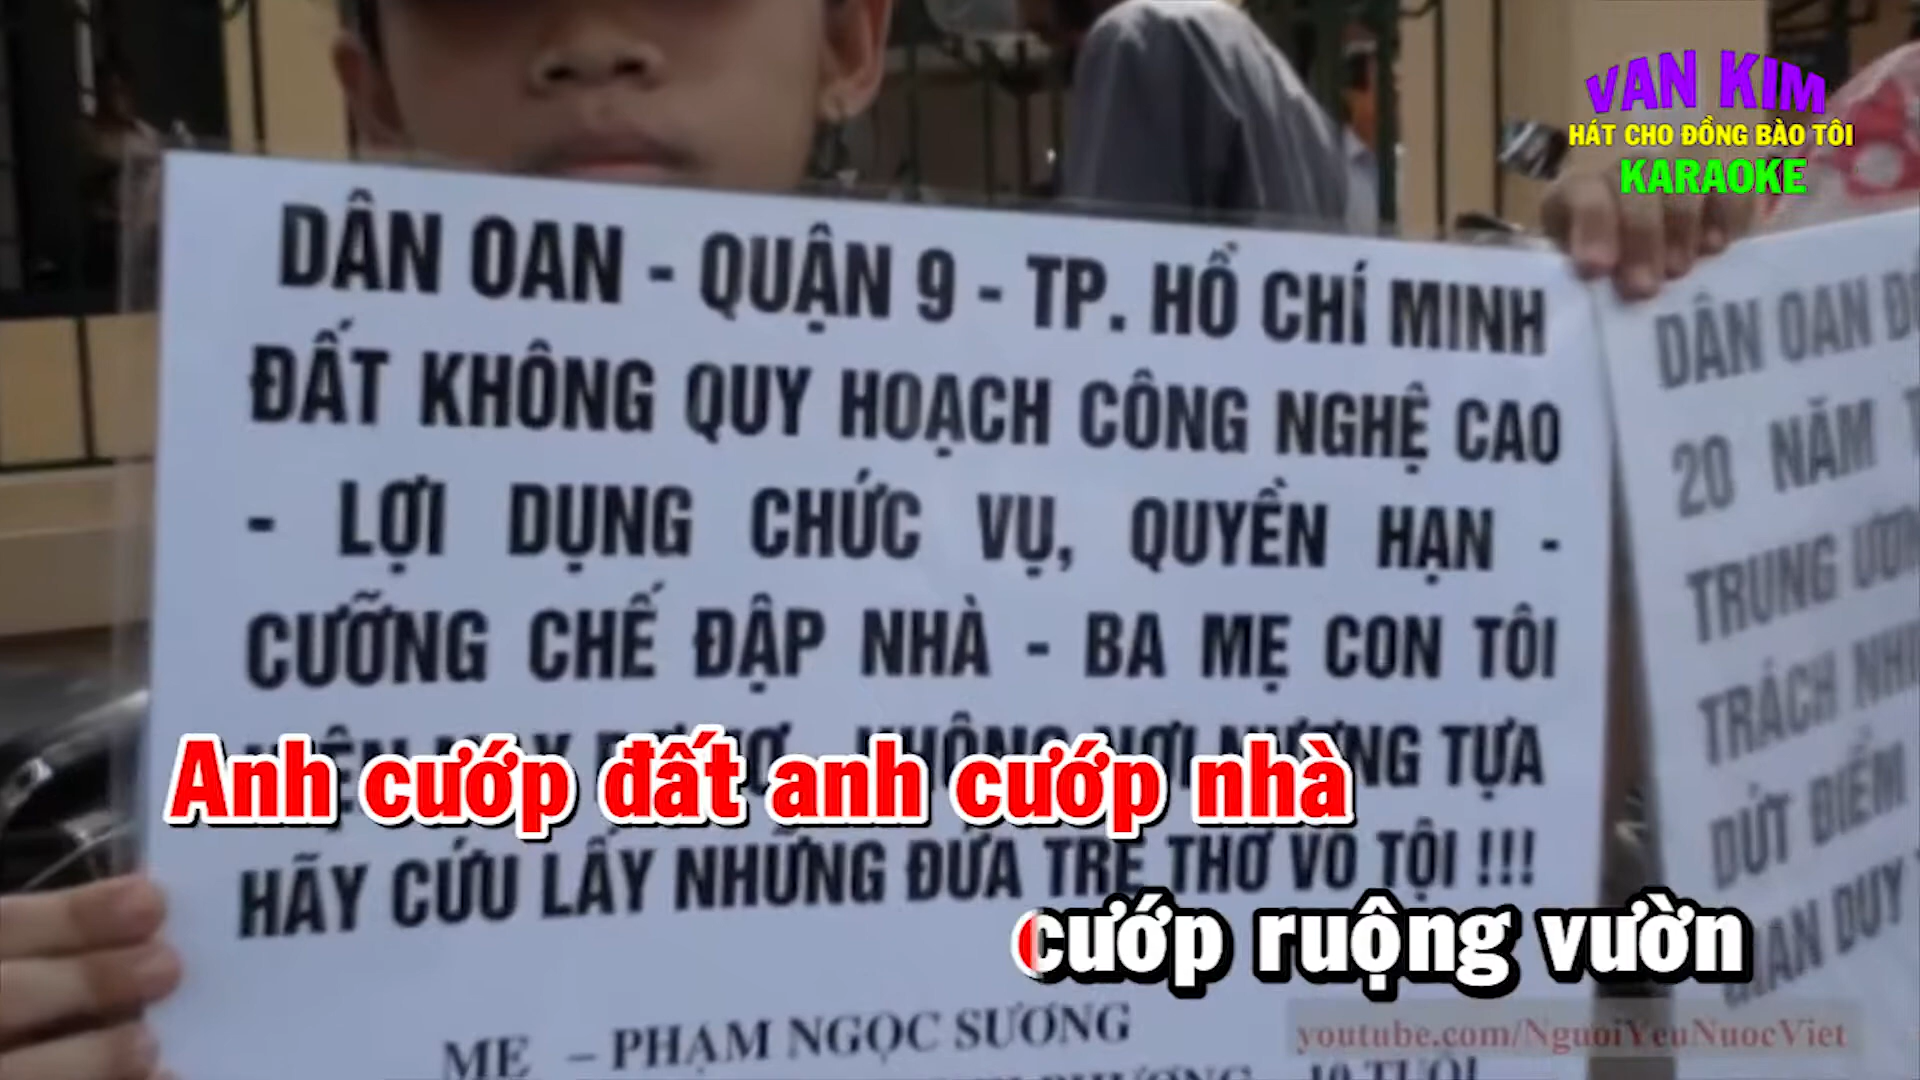 VAN KIM
HÁT CHO ĐỒNG BÀO TÔI
KARAOKE
DÂN OAN - QUẬN 9 - TP. HỒ CHÍ MINH
ĐẤT KHÔNG QUY HOẠCH CÔNG NGHỆ CAO
- LỢI DỤNG CHỨC VỤ, QUYỀN HẠN -
CƯỠNG CHẾ ĐẬP NHÀ - BA MẸ CON TÔI
TỰA
HÃY CỨU LẤY NHỮNG ĐỨA TRẺ THƠ VÔ TỘI !!!
MẸ – PHẠM NGỌC SƯƠNG
10 TUỔI
DÂN OAN
20 NĂM
TRUNG
TRÁCH
DỨT ĐIỂM
DUY
Anh cướp đất anh cướp nhà
cướp ruộng vườn
youtube.com/NguoiYeuNuocViet